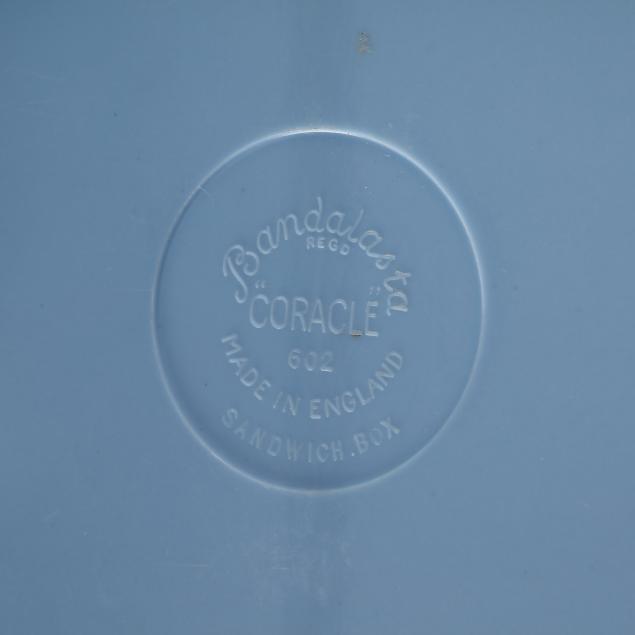 Bandalasta
REGD
"CORACLE"
602
MADE IN ENGLAND
SANDWICH.BOX